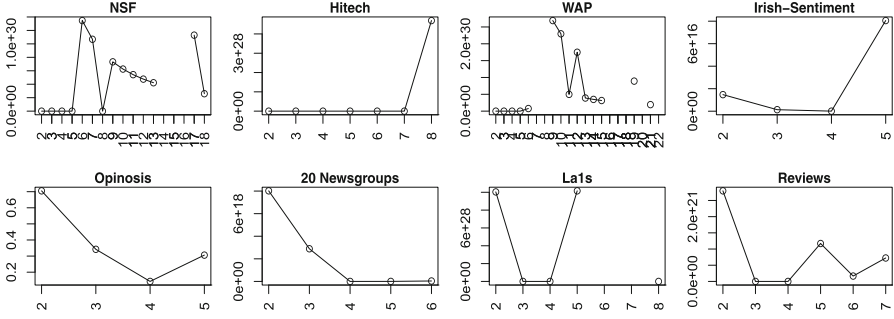 NSF
0.0e+00 1.0e+30
2 3 4 5 6 7 8 9 10 11 12 13 14 15 16 17 18
Hitech
0e+00 3e+28
2 3 4 5 6 7 8
WAP
0.0e+00 2.0e+30
2 3 4 5 6 7 8 9 10 11 12 13 14 15 16 17 18 19 20 21 22
Irish−Sentiment
0e+00 6e+16
2 3 4 5
Opinosis
0.2 0.4 0.6
2 3 4 5
20 Newsgroups
0e+00 6e+18
2 3 4 5 6
La1s
0e+00 6e+28
2 3 4 5 6 7 8
Reviews
0.0e+00 2.0e+21
2 3 4 5 6 7